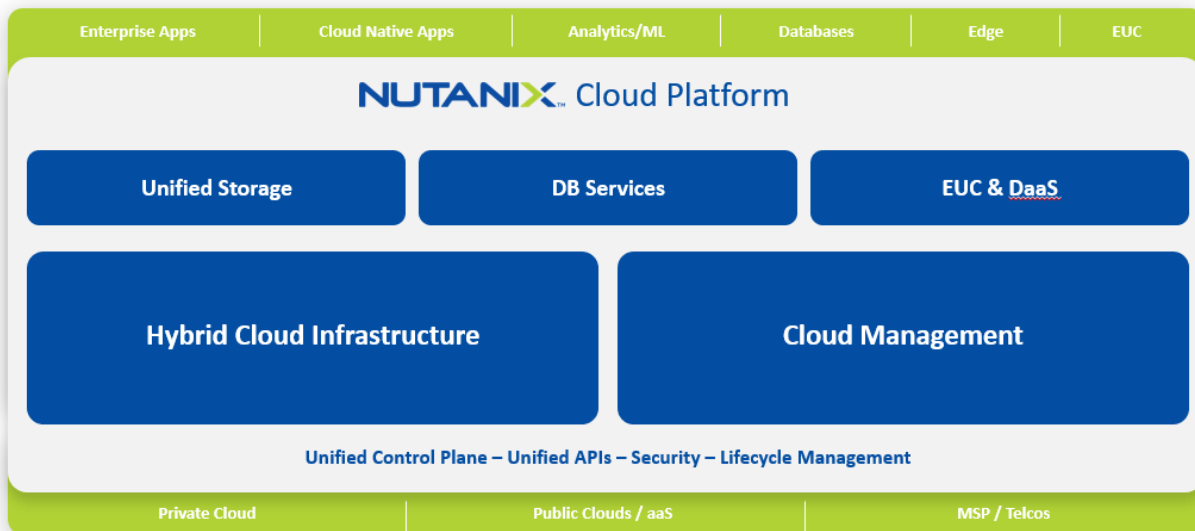 Enterprise Apps Cloud Native Apps Analytics/ML Databases Edge EUC
NUTANIX™ Cloud Platform
Unified Storage DB Services EUC & DaaS
Hybrid Cloud Infrastructure Cloud Management
Unified Control Plane – Unified APIs – Security – Lifecycle Management
Private Cloud Public Clouds / aaS MSP / Telcos